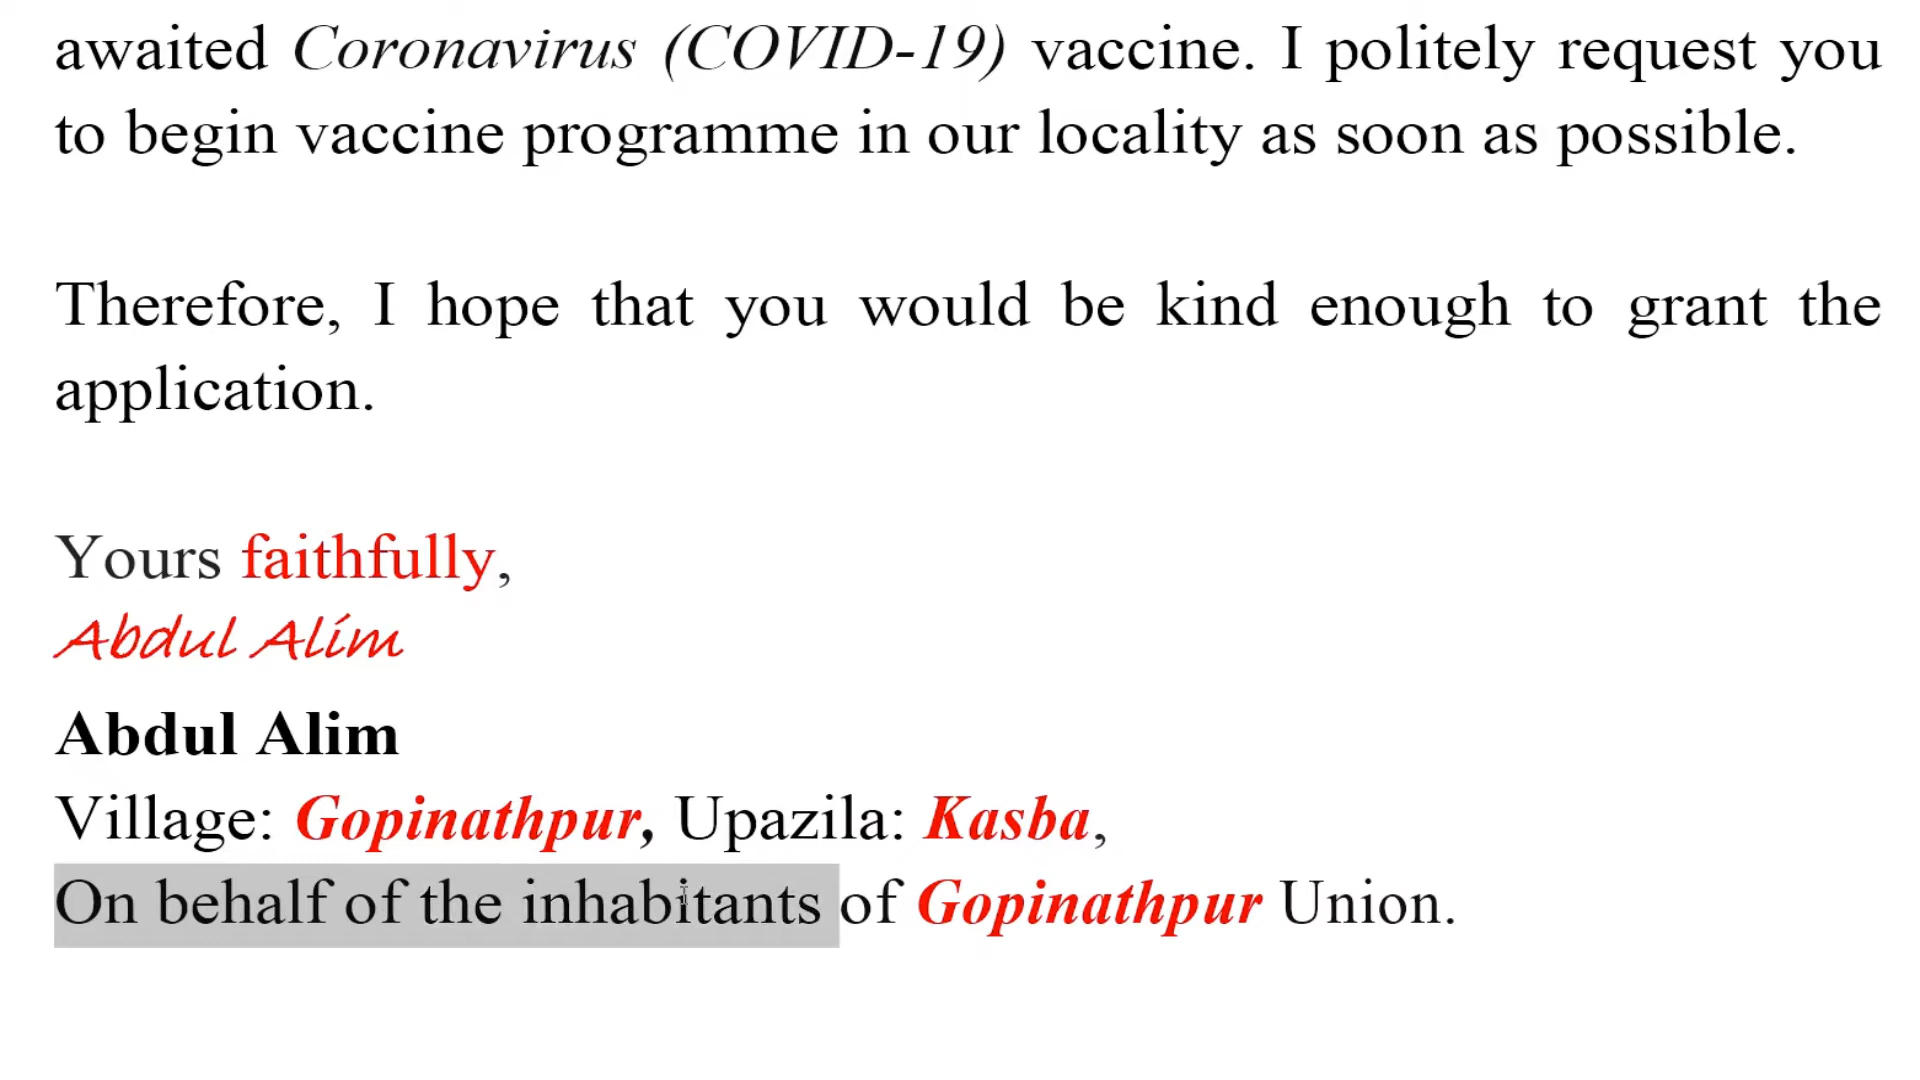 awaited Coronavirus (COVID-19) vaccine. I politely request you
to begin vaccine programme in our locality as soon as possible.
Therefore, I hope that you would be kind enough to grant the
application.
Yours faithfully,
Abdul Alim
Abdul Alim
Village: Gopinathpur, Upazila: Kasba,
On behalf of the inhabitants of Gopinathpur Union.